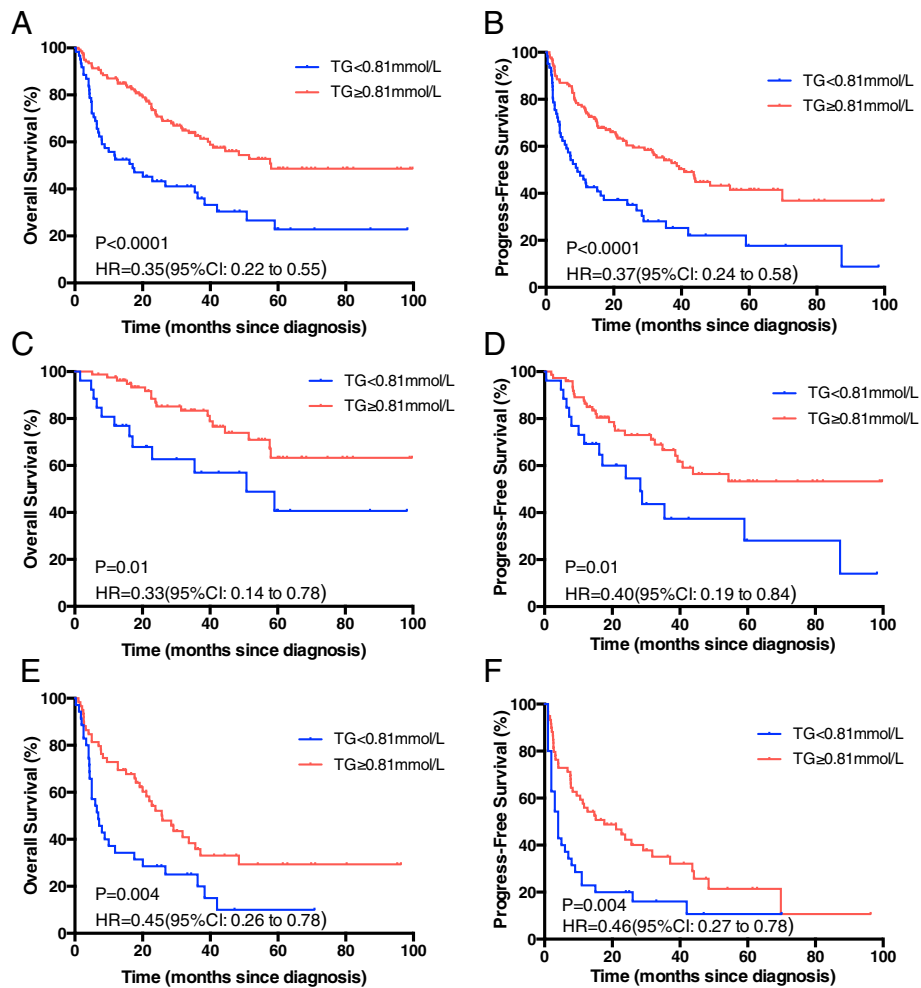 A
Overall Survival (%)
100
80
60
40
20
0
TG<0.81mmol/L
TG≥0.81mmol/L
P<0.0001
HR=0.35(95%CI: 0.22 to 0.55)
0 20 40 60 80 100
Time (months since diagnosis)
B
Progress-Free Survival (%)
100
80
60
40
20
0
TG<0.81mmol/L
TG≥0.81mmol/L
P<0.0001
HR=0.37(95%CI: 0.24 to 0.58)
0 20 40 60 80 100
Time (months since diagnosis)
C
Overall Survival (%)
100
80
60
40
20
0
TG<0.81mmol/L
TG≥0.81mmol/L
P=0.01
HR=0.33(95%CI: 0.14 to 0.78)
0 20 40 60 80 100
Time (months since diagnosis)
D
Progress-Free Survival (%)
100
80
60
40
20
0
TG<0.81mmol/L
TG≥0.81mmol/L
P=0.01
HR=0.40(95%CI: 0.19 to 0.84)
0 20 40 60 80 100
Time (months since diagnosis)
E
Overall Survival (%)
100
80
60
40
20
0
TG<0.81mmol/L
TG≥0.81mmol/L
P=0.004
HR=0.45(95%CI: 0.26 to 0.78)
0 20 40 60 80 100
Time (months since diagnosis)
F
Progress-Free Survival (%)
100
80
60
40
20
0
TG<0.81mmol/L
TG≥0.81mmol/L
P=0.004
HR=0.46(95%CI: 0.27 to 0.78)
0 20 40 60 80 100
Time (months since diagnosis)